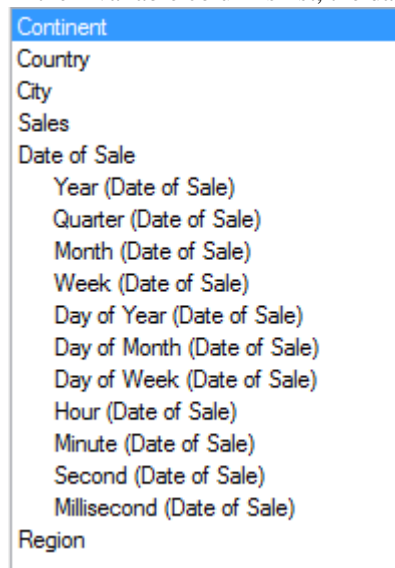 Continent
Country
City
Sales
Date of Sale
Year (Date of Sale)
Quarter (Date of Sale)
Month (Date of Sale)
Week (Date of Sale)
Day of Year (Date of Sale)
Day of Month (Date of Sale)
Day of Week (Date of Sale)
Hour (Date of Sale)
Minute (Date of Sale)
Second (Date of Sale)
Millisecond (Date of Sale)
Region